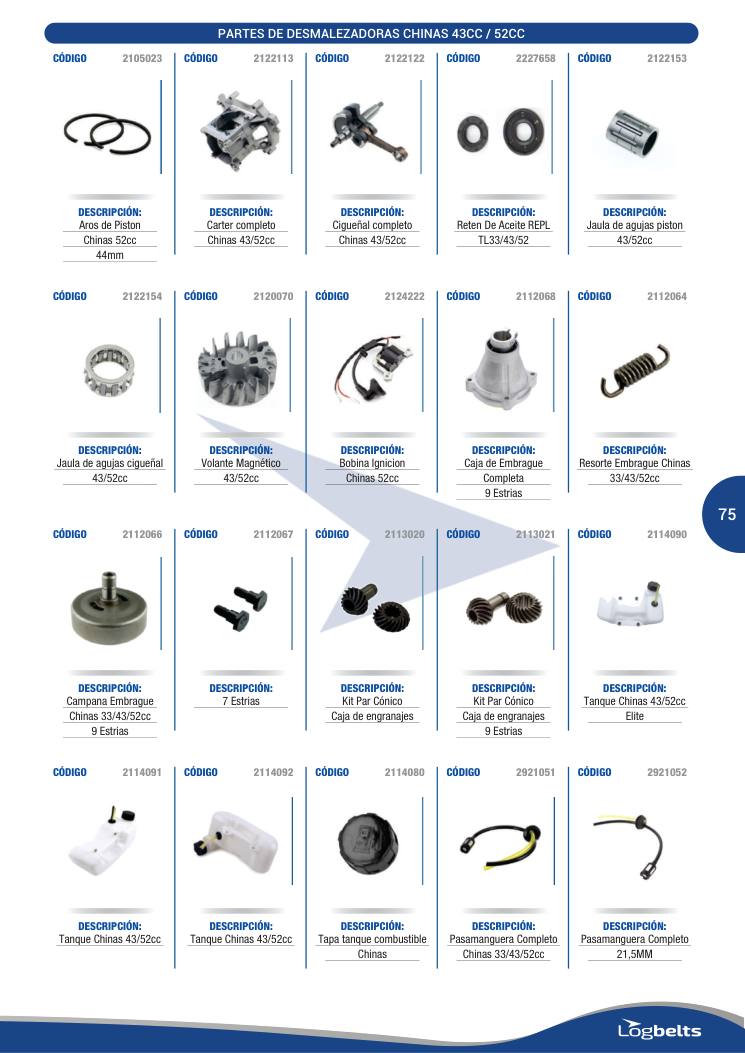 PARTES DE DESMALEZADORAS CHINAS 43CC / 52CC
CÓDIGO 2105023
CÓDIGO 2122113
CÓDIGO 2122122
CÓDIGO 2227658
CÓDIGO 2122153
DESCRIPCIÓN:
Aros de Piston
Chinas 52cc
44mm
DESCRIPCIÓN:
Carter completo
Chinas 43/52cc
DESCRIPCIÓN:
Cigueñal completo
Chinas 43/52cc
DESCRIPCIÓN:
Reten De Aceite REPL
TL33/43/52
DESCRIPCIÓN:
Jaula de agujas piston
43/52cc
CÓDIGO 2122154
CÓDIGO 2120070
CÓDIGO 2124222
CÓDIGO 2112068
CÓDIGO 2112064
DESCRIPCIÓN:
Jaula de agujas cigueñal
43/52cc
DESCRIPCIÓN:
Volante Magnético
43/52cc
DESCRIPCIÓN:
Bobina Ignicion
Chinas 52cc
DESCRIPCIÓN:
Caja de Embrague
Completa
9 Estrias
DESCRIPCIÓN:
Resorte Embrague Chinas
33/43/52cc
75
CÓDIGO 2112066
CÓDIGO 2112067
CÓDIGO 2113020
CÓDIGO 2113021
CÓDIGO 2114090
DESCRIPCIÓN:
Campana Embrague
Chinas 33/43/52cc
9 Estrias
DESCRIPCIÓN:
7 Estrias
DESCRIPCIÓN:
Kit Par Cónico
Caja de engranajes
DESCRIPCIÓN:
Kit Par Cónico
Caja de engranajes
9 Estrias
DESCRIPCIÓN:
Tanque Chinas 43/52cc
Elite
CÓDIGO 2114091
CÓDIGO 2114092
CÓDIGO 2114080
CÓDIGO 2921051
CÓDIGO 2921052
DESCRIPCIÓN:
Tanque Chinas 43/52cc
DESCRIPCIÓN:
Tanque Chinas 43/52cc
DESCRIPCIÓN:
Tapa tanque combustible
Chinas
DESCRIPCIÓN:
Pasamanguera Completo
Chinas 33/43/52cc
DESCRIPCIÓN:
Pasamanguera Completo
21,5MM
Logbelts